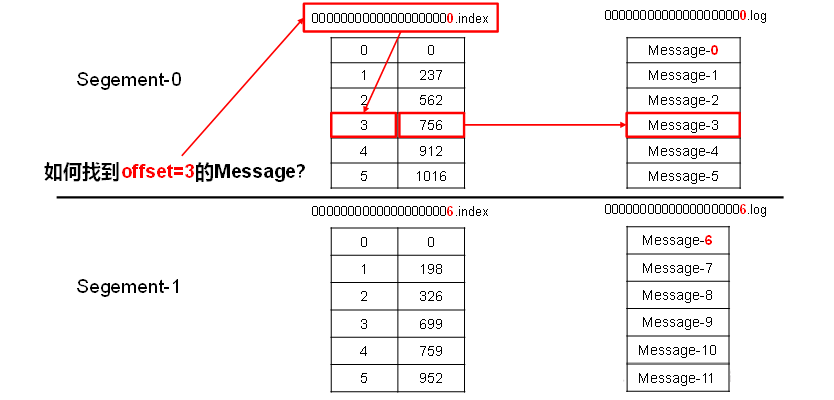 00000000000000000000.index
00000000000000000000.log
0 0
1 237
2 562
3 756
4 912
5 1016
Message-0
Message-1
Message-2
Message-3
Message-4
Message-5
Segement-0
如何找到offset=3的Message?
00000000000000000006.index
00000000000000000006.log
0 0
1 198
2 326
3 699
4 759
5 952
Message-6
Message-7
Message-8
Message-9
Message-10
Message-11
Segement-1